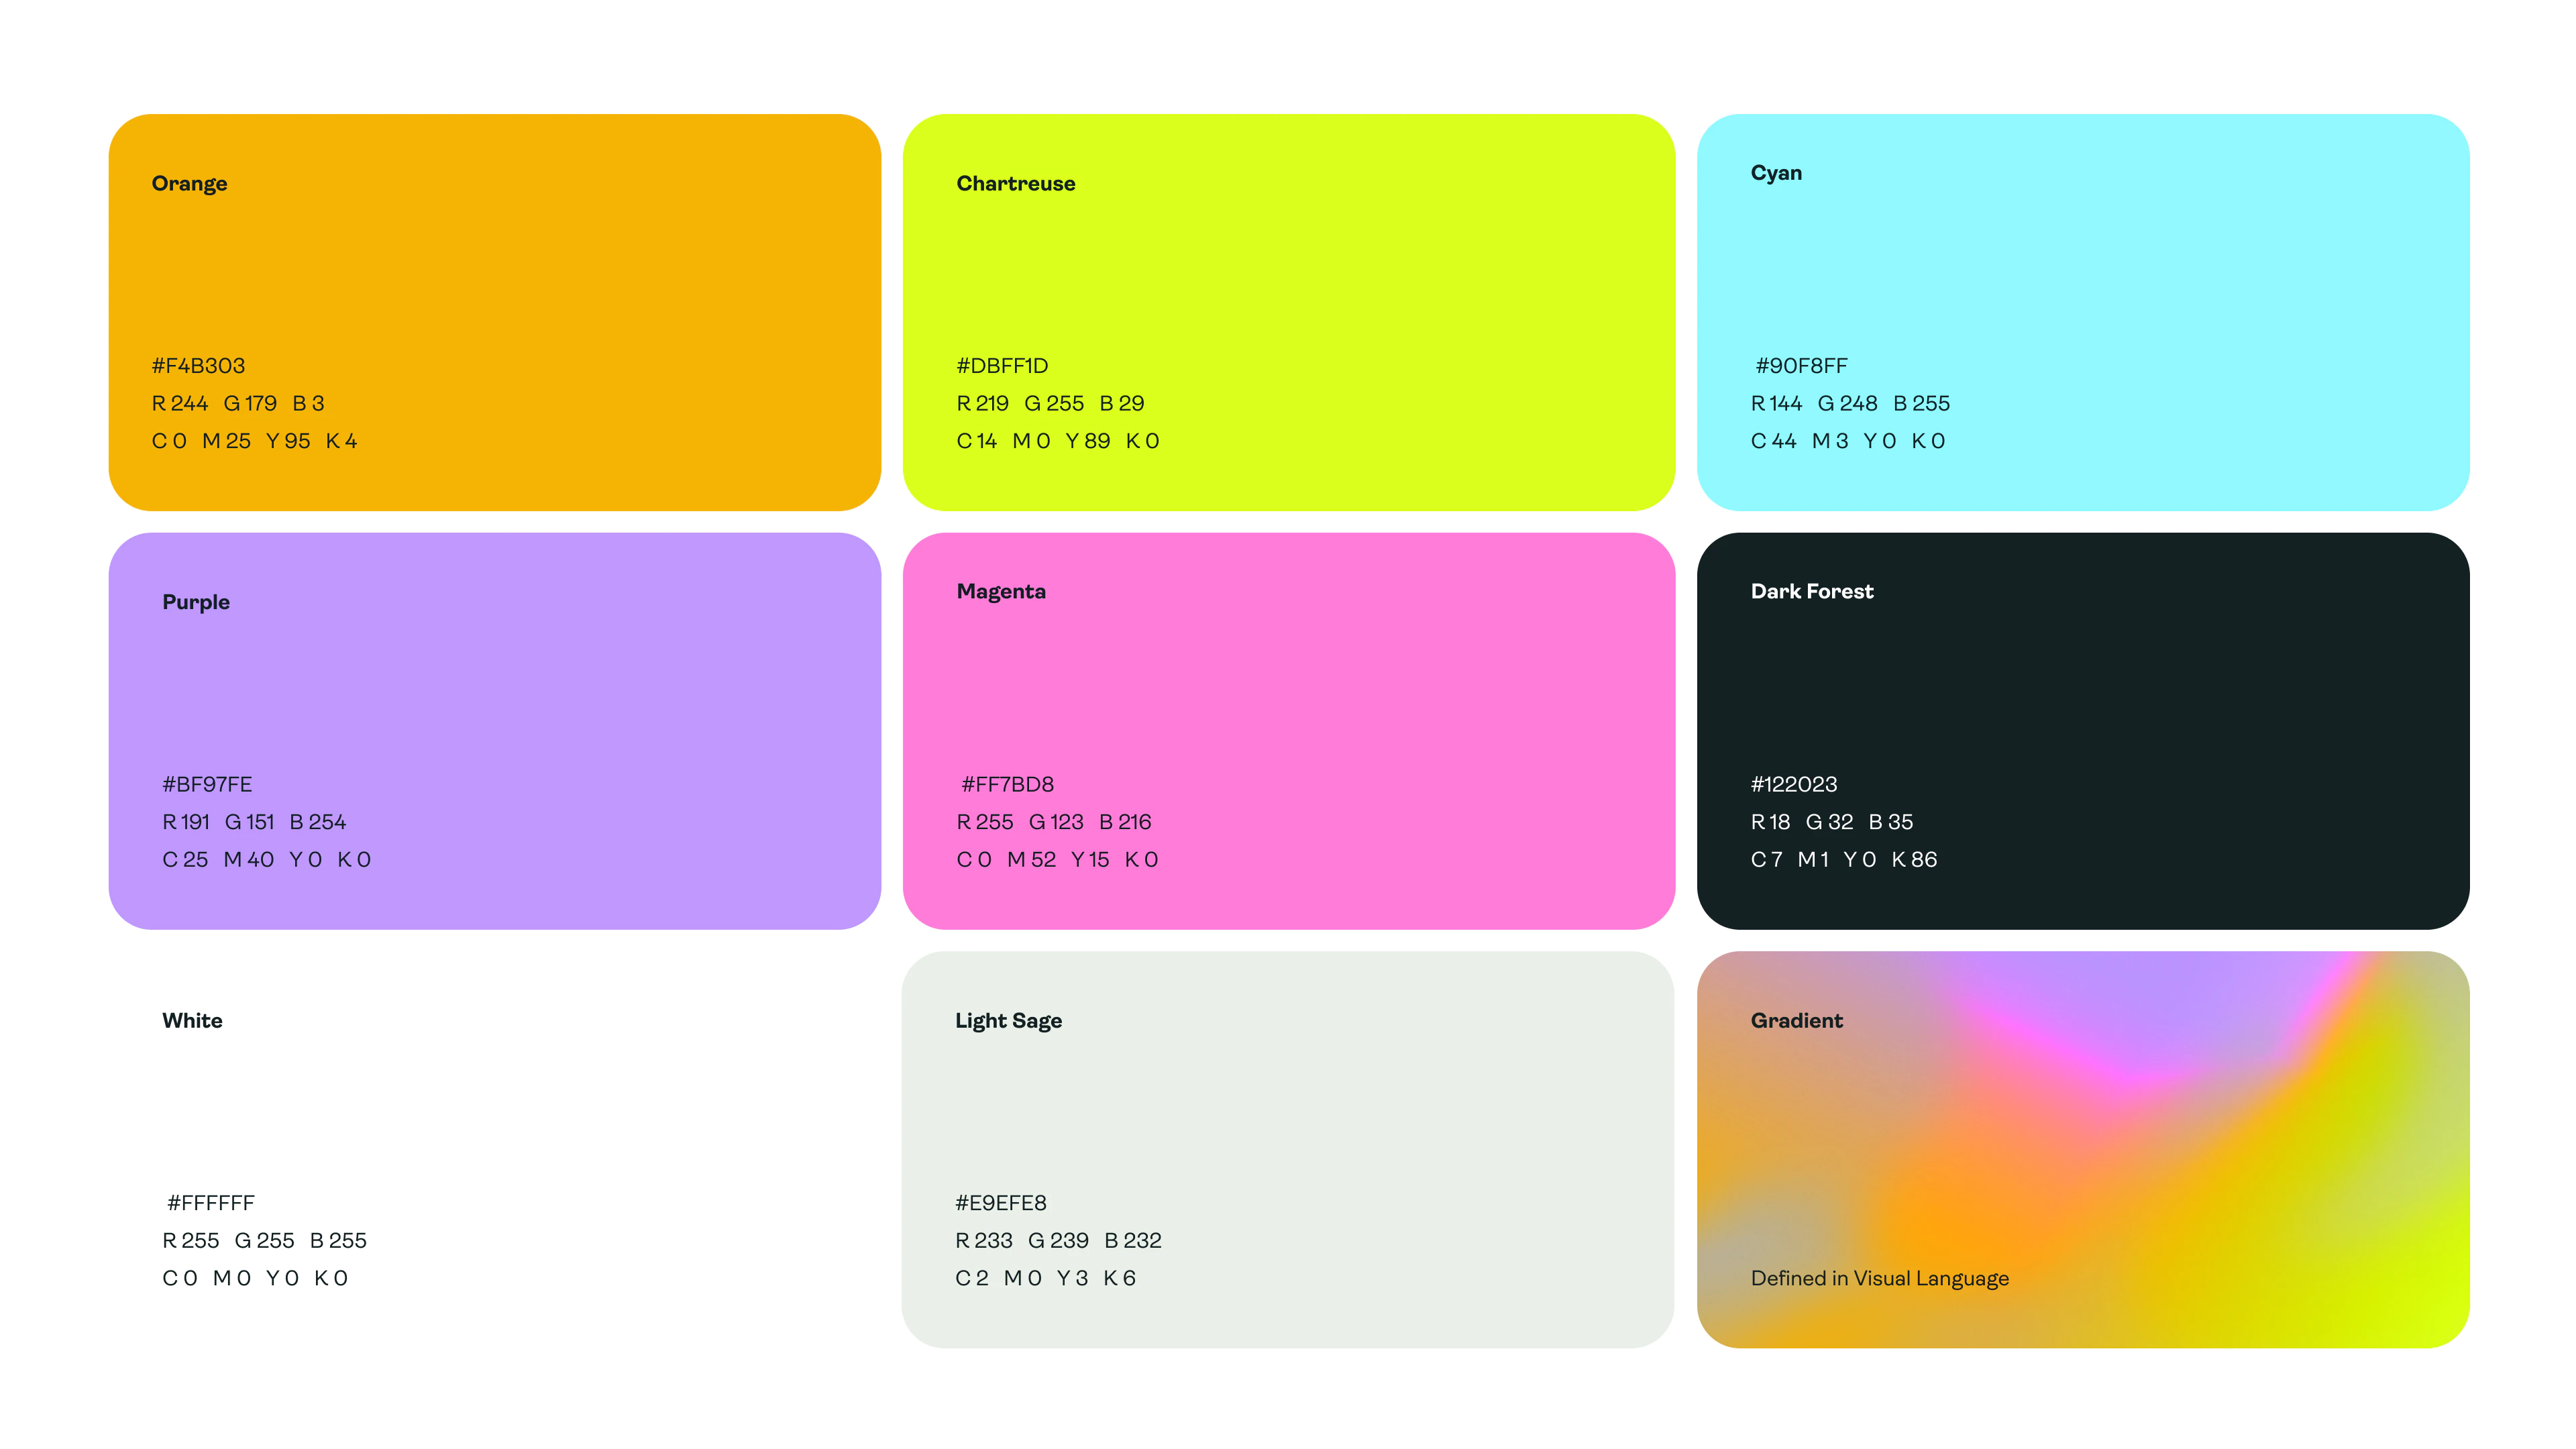 Orange
#F4B303
R 244 G 179 B 3
C 0 M 25 Y 95 K 4
Chartreuse
#DBFF1D
R 219 G 255 B 29
C 14 M 0 Y 89 K 0
Cyan
#90F8FF
R 144 G 248 B 255
C 44 M 3 Y 0 K 0
Purple
#BF97FE
R 191 G 151 B 254
C 25 M 40 Y 0 K 0
Magenta
#FF7BD8
R 255 G 123 B 216
C 0 M 52 Y 15 K 0
Dark Forest
#122023
R 18 G 32 B 35
C 7 M 1 Y 0 K 86
White
#FFFFFF
R 255 G 255 B 255
C 0 M 0 Y 0 K 0
Light Sage
#E9EFE8
R 233 G 239 B 232
C 2 M 0 Y 3 K 6
Gradient
Defined in Visual Language